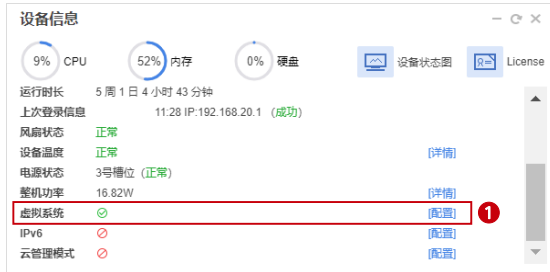 设备信息
9% CPU 52% 内存 0% 硬盘 设备状态图 License
运行时长 5 周 1 日 4 小时 43 分钟
上次登录信息 11:28 IP:192.168.20.1 (成功)
风扇状态 正常
设备温度 正常 [详情]
电源状态 3号槽位 (正常)
整机功率 16.82W [详情]
虚拟系统 [配置] 1
IPv6 [配置]
云管理模式 [配置]